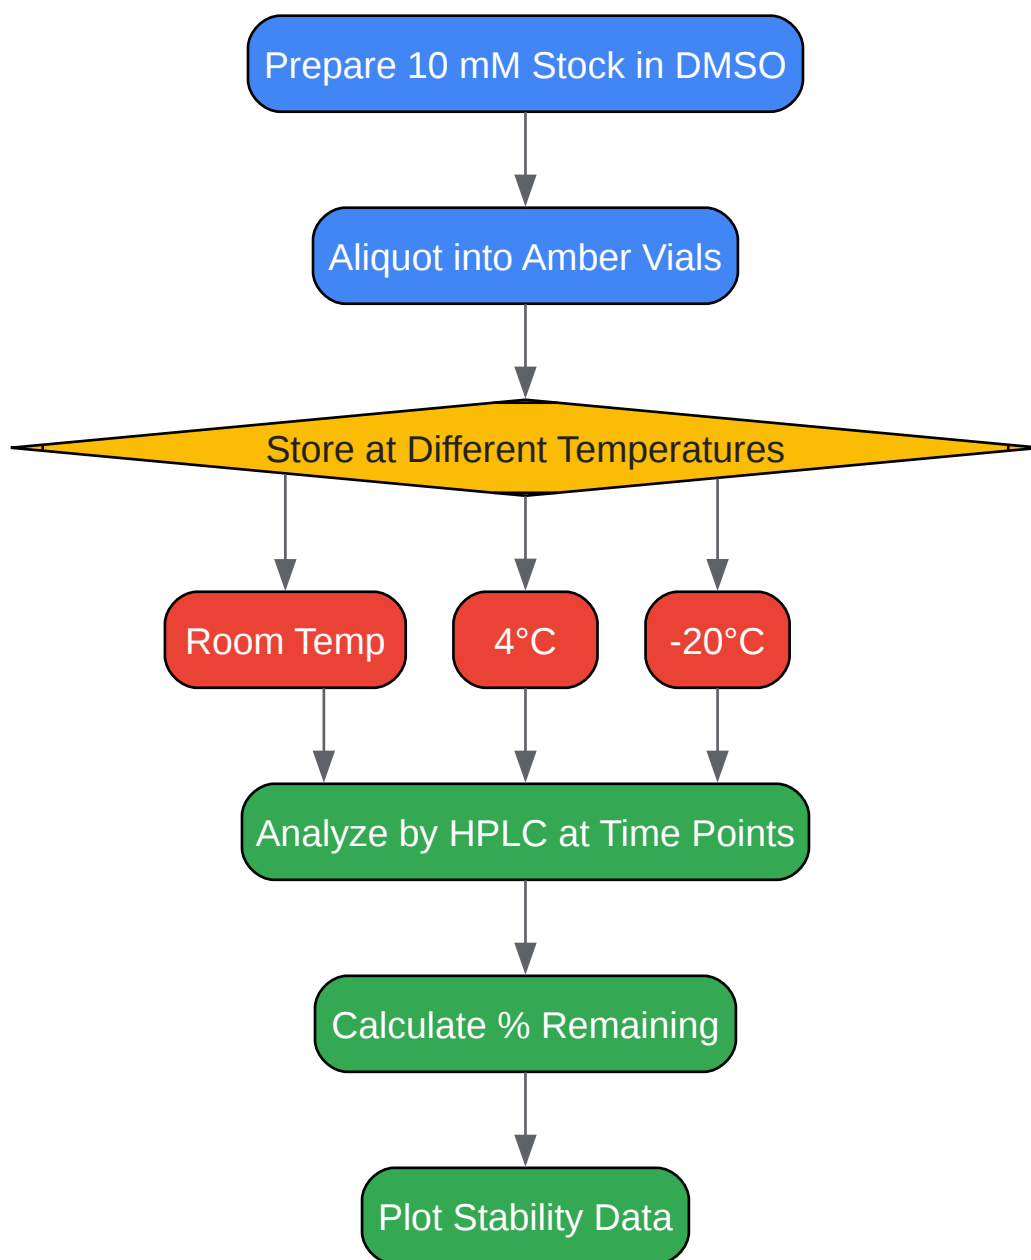 Prepare 10 mM Stock in DMSO
Aliquot into Amber Vials
Store at Different Temperatures
Room Temp
4°C
-20°C
Analyze by HPLC at Time Points
Calculate % Remaining
Plot Stability Data